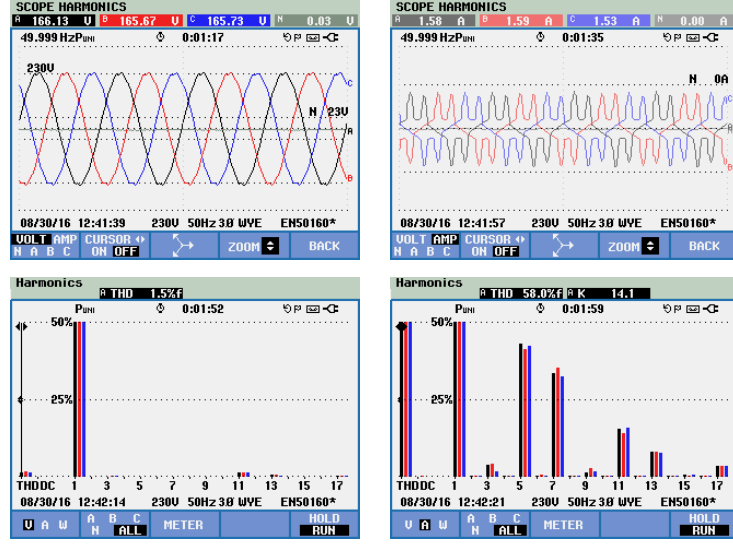 SCOPE HARMONICS
A 166.13 V B 165.67 V C 165.73 V N 0.03 V
49.999 Hz PUNI 0:01:17
230V
N 23V
C
A
B
08/30/16 12:41:39 230V 50Hz 3Ø WYE EN50160*
VOLT AMP CURSOR
N A B C ON OFF ZOOM BACK
SCOPE HARMONICS
A 1.58 A B 1.59 A C 1.53 A N 0.00 A
49.999 Hz PUNI 0:01:35
N 0A
C
A
B
08/30/16 12:41:57 230V 50Hz 3Ø WYE EN50160*
VOLT AMP CURSOR
N A B C ON OFF ZOOM BACK
Harmonics
A THD 1.5%f
PUNI 0:01:52
50%
25%
THDDC 1 3 5 7 9 11 13 15 17
08/30/16 12:42:14 230V 50Hz 3Ø WYE EN50160*
V A W A B C N ALL METER HOLD RUN
Harmonics
A THD 58.0%f A K 14.1
PUNI 0:01:59
50%
25%
THDDC 1 3 5 7 9 11 13 15 17
08/30/16 12:42:21 230V 50Hz 3Ø WYE EN50160*
V A W A B C N ALL METER HOLD RUN